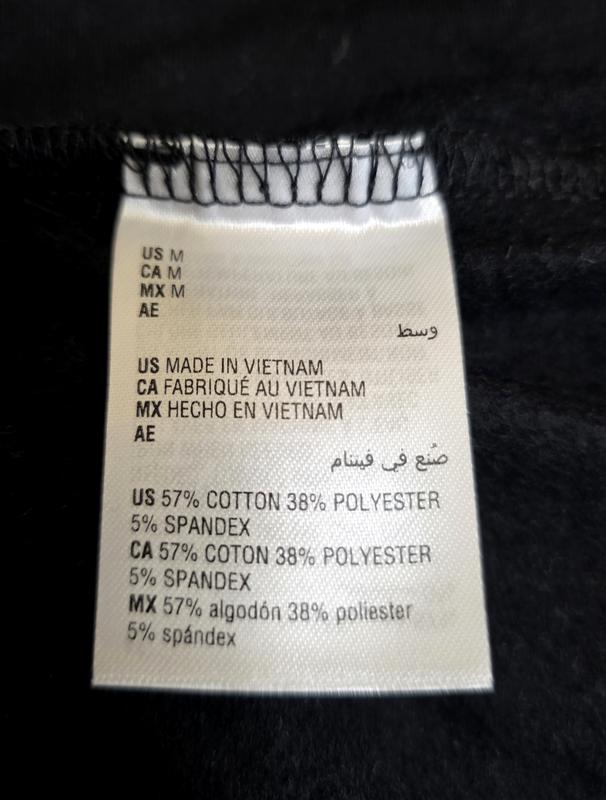 US M
CA M
MX M
AE
وسط
US MADE IN VIETNAM
CA FABRIQUÉ AU VIETNAM
MX HECHO EN VIETNAM
AE
صُنع في فيتنام
US 57% COTTON 38% POLYESTER
5% SPANDEX
CA 57% COTON 38% POLYESTER
5% SPANDEX
MX 57% algodón 38% poliester
5% spándex